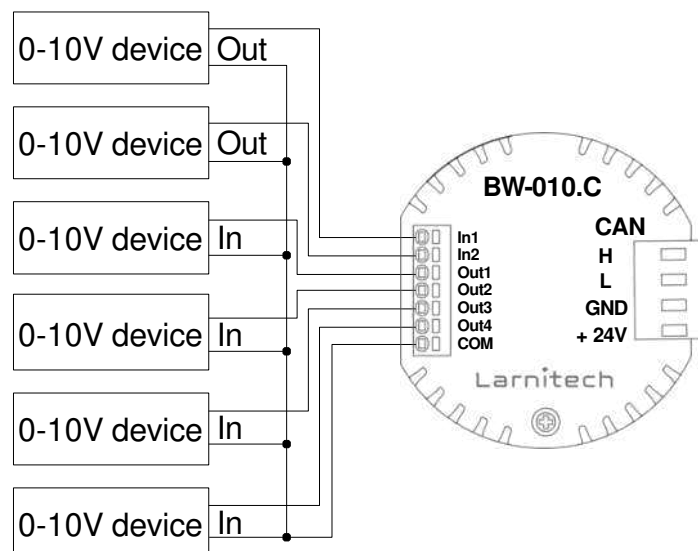 0-10V device Out
0-10V device Out
0-10V device In
0-10V device In
0-10V device In
0-10V device In
BW-010.C
In1
In2
Out1
Out2
Out3
Out4
COM
CAN
H
L
GND
+ 24V
Larnitech